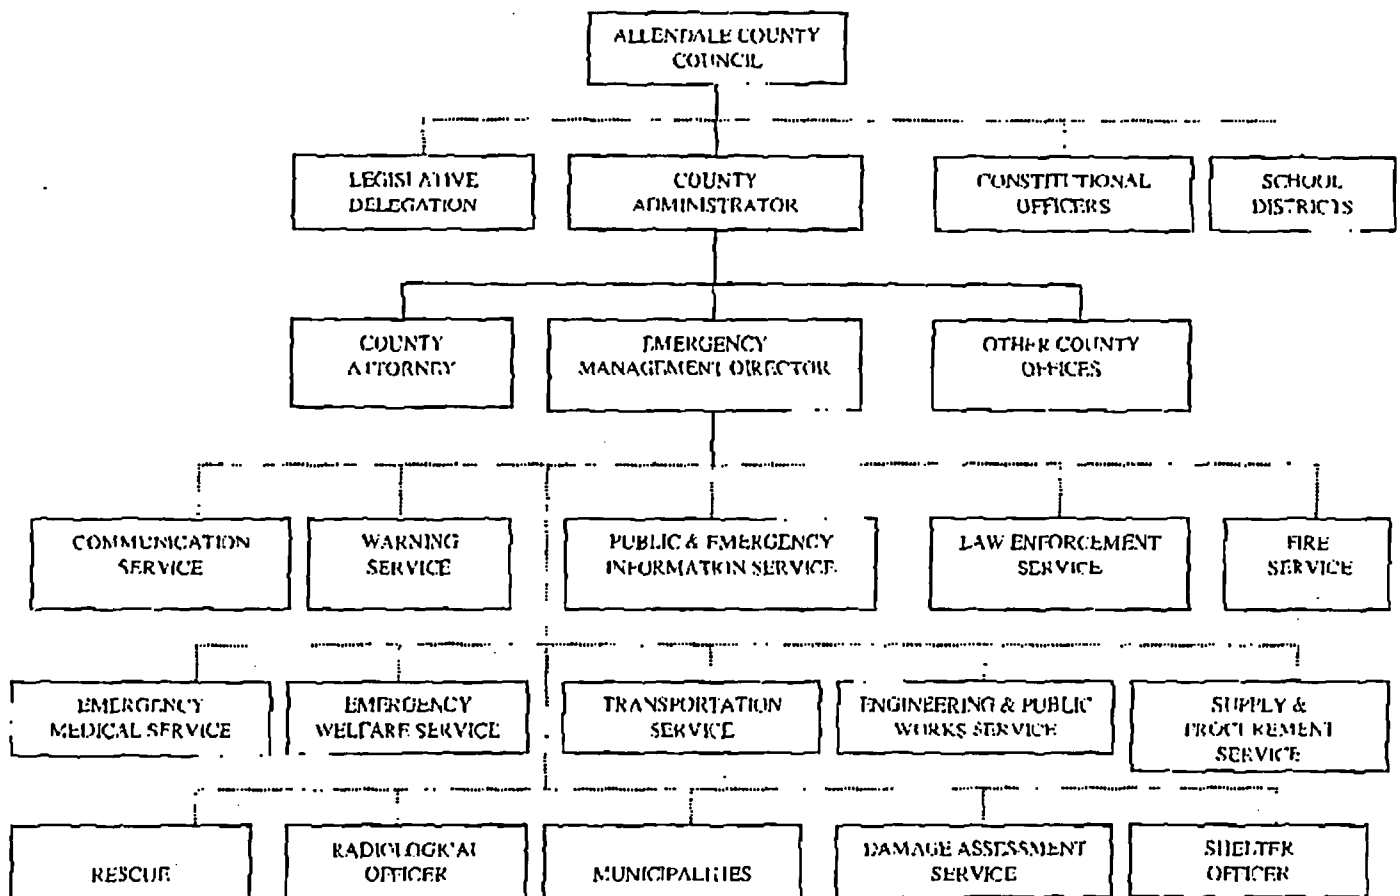 ALLENDALE COUNTY
COUNCIL
LEGISLATIVE
DELEGATION
COUNTY
ADMINISTRATOR
CONSTITUTIONAL
OFFICERS
SCHOOL
DISTRICTS
COUNTY
ATTORNEY
EMERGENCY
MANAGEMENT DIRECTOR
OTHER COUNTY
OFFICES
COMMUNICATION
SERVICE
WARNING
SERVICE
PUBLIC & EMERGENCY
INFORMATION SERVICE
LAW ENFORCEMENT
SERVICE
FIRE
SERVICE
EMERGENCY
MEDICAL SERVICE
EMERGENCY
WELFARE SERVICE
TRANSPORTATION
SERVICE
ENGINEERING & PUBLIC
WORKS SERVICE
SUPPLY &
PROCUREMENT
SERVICE
RESCUE
RADIOLOGICAL
OFFICER
MUNICIPALITIES
DAMAGE ASSESSMENT
SERVICE
SHELTER
OFFICER